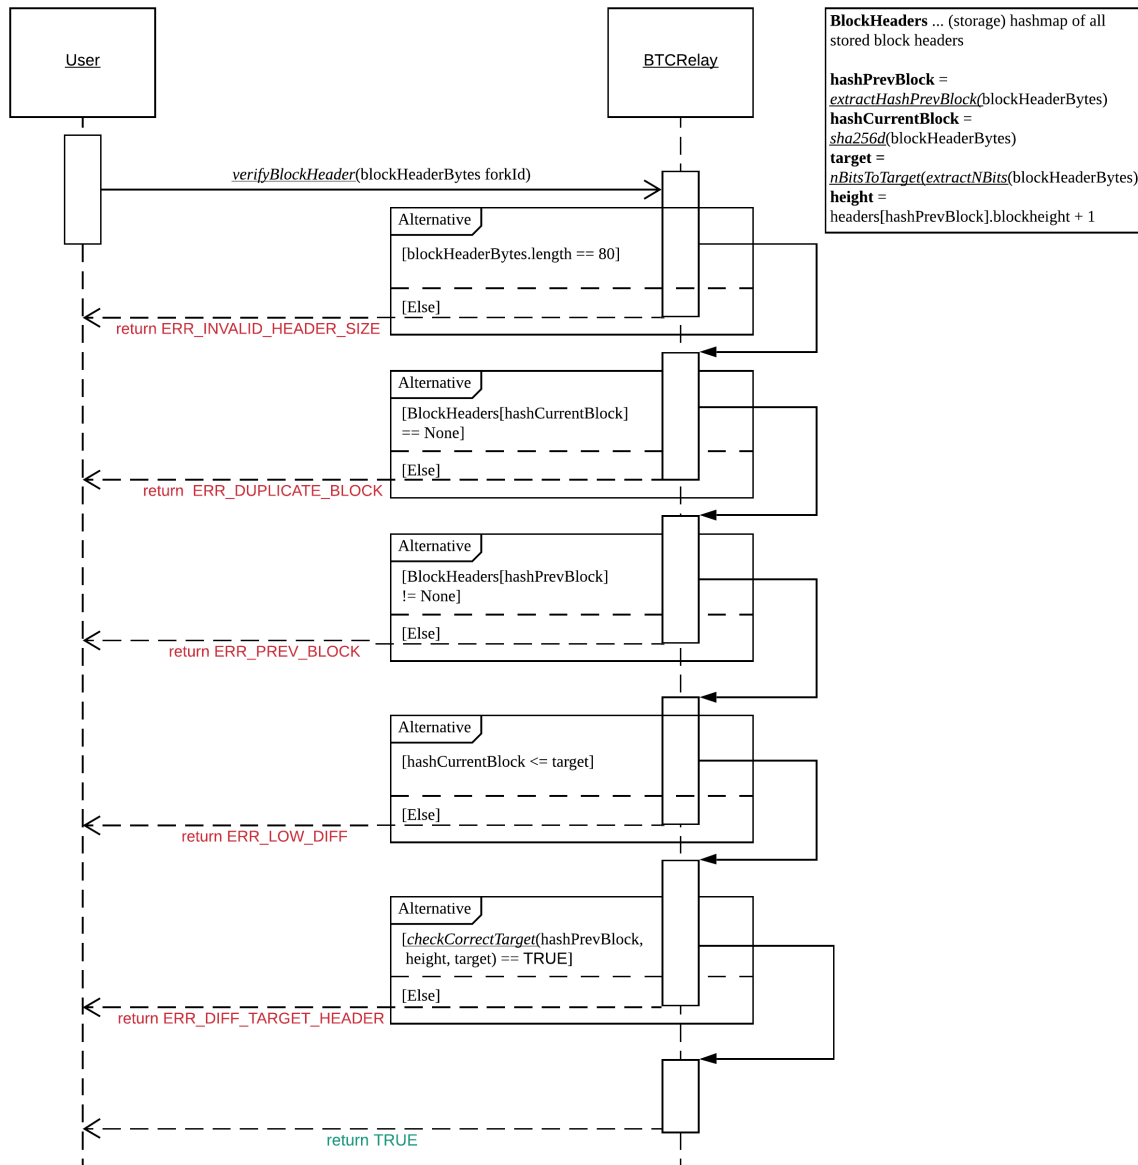 User
BTCRelay
BlockHeaders ... (storage) hashmap of all
stored block headers
hashPrevBlock =
extractHashPrevBlock(blockHeaderBytes)
hashCurrentBlock =
sha256d(blockHeaderBytes)
target =
nBitsToTarget(extractNBits(blockHeaderBytes)
height =
headers[hashPrevBlock].blockheight + 1
verifyBlockHeader(blockHeaderBytes forkId)
Alternative
[blockHeaderBytes.length == 80]
[Else]
return ERR_INVALID_HEADER_SIZE
Alternative
[BlockHeaders[hashCurrentBlock]
== None]
[Else]
return ERR_DUPLICATE_BLOCK
Alternative
[BlockHeaders[hashPrevBlock]
!= None]
[Else]
return ERR_PREV_BLOCK
Alternative
[hashCurrentBlock <= target]
[Else]
return ERR_LOW_DIFF
Alternative
[checkCorrectTarget(hashPrevBlock,
height, target) == TRUE]
[Else]
return ERR_DIFF_TARGET_HEADER
return TRUE